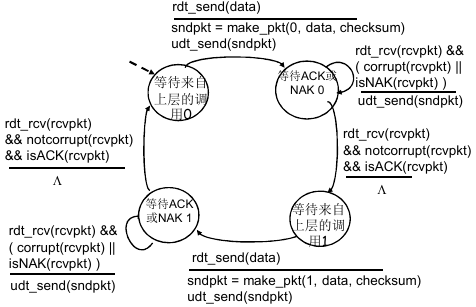 rdt_send(data)
sndpkt = make_pkt(0, data, checksum)
udt_send(sndpkt)
等待来自
上层的调
用0
等待ACK或
NAK 0
rdt_rcv(rcvpkt) &&
( corrupt(rcvpkt) ||
isNAK(rcvpkt) )
udt_send(sndpkt)
rdt_rcv(rcvpkt)
&& notcorrupt(rcvpkt)
&& isACK(rcvpkt)
Λ
rdt_rcv(rcvpkt)
&& notcorrupt(rcvpkt)
&& isACK(rcvpkt)
Λ
等待ACK
或NAK 1
等待来自
上层的调
用1
rdt_rcv(rcvpkt) &&
( corrupt(rcvpkt) ||
isNAK(rcvpkt) )
udt_send(sndpkt)
rdt_send(data)
sndpkt = make_pkt(1, data, checksum)
udt_send(sndpkt)